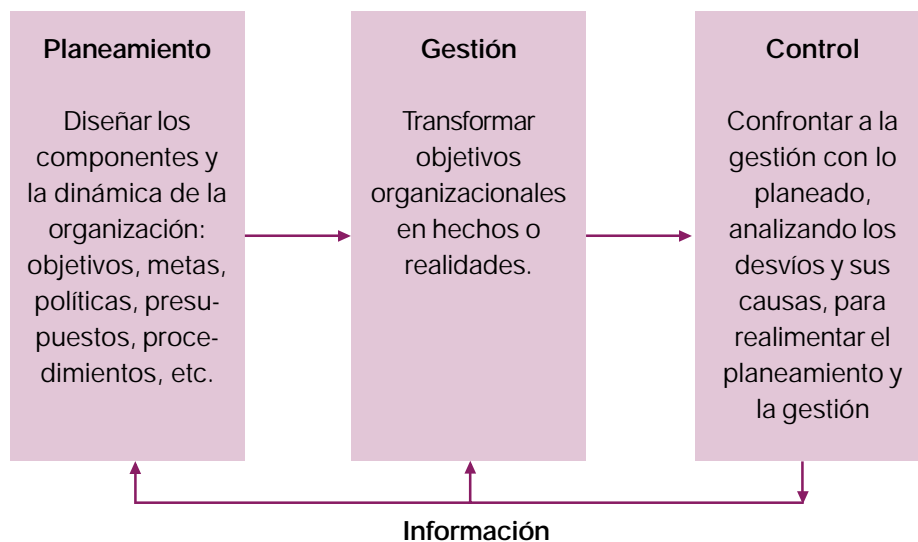 Planeamiento
Diseñar los
componentes y
la dinámica de la
organización:
objetivos, metas,
políticas, presu-
puestos, proce-
dimientos, etc.
Gestión
Transformar
objetivos
organizacionales
en hechos o
realidades.
Control
Confrontar a la
gestión con lo
planeado,
analizando los
desvíos y sus
causas, para
realimentar el
planeamiento y
la gestión
Información